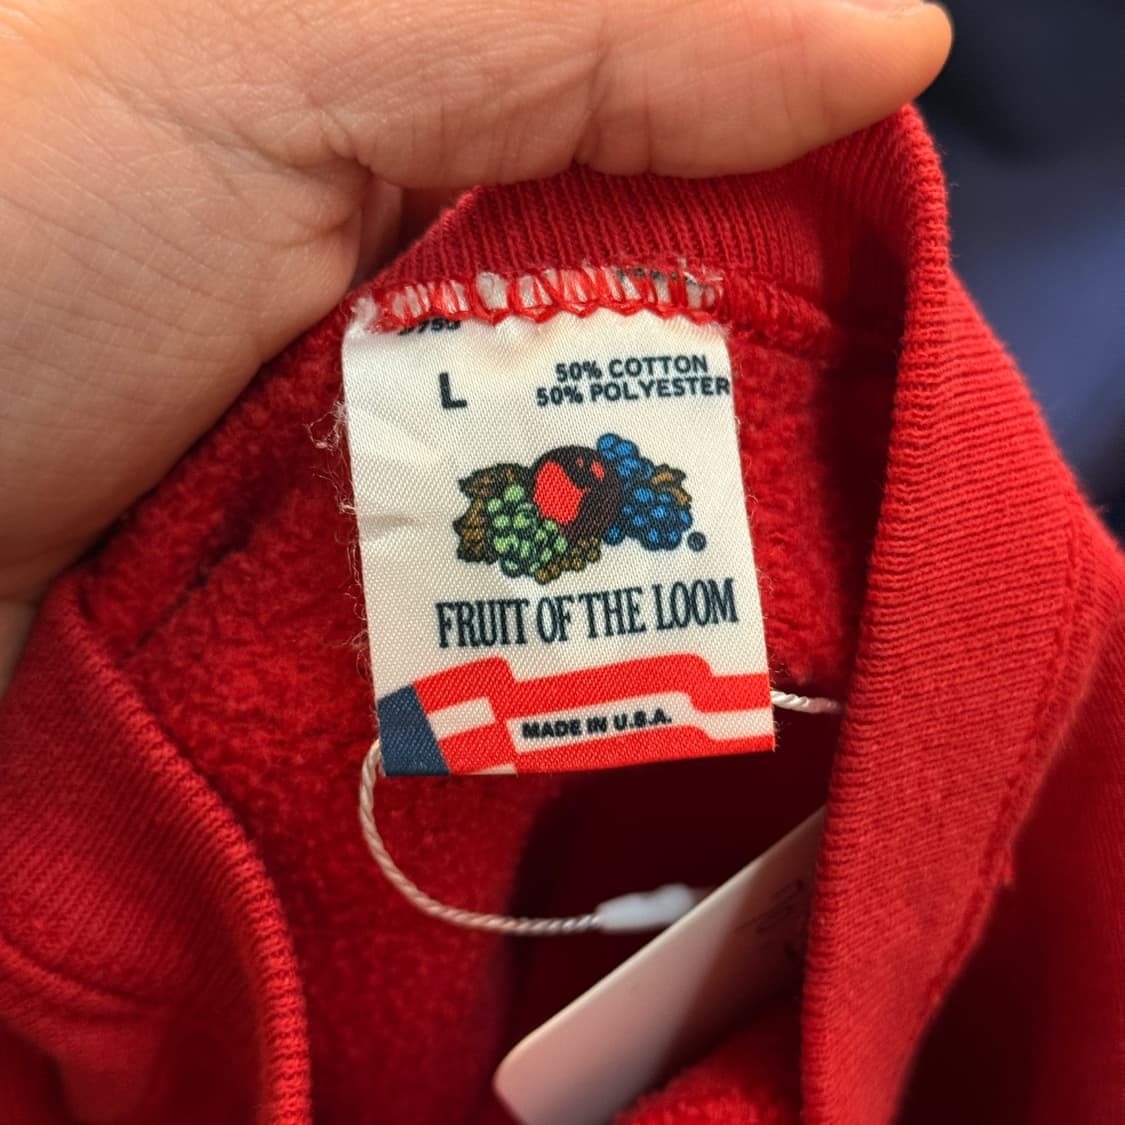 L
50% COTTON
50% POLYESTER
®
FRUIT OF THE LOOM
MADE IN U.S.A.